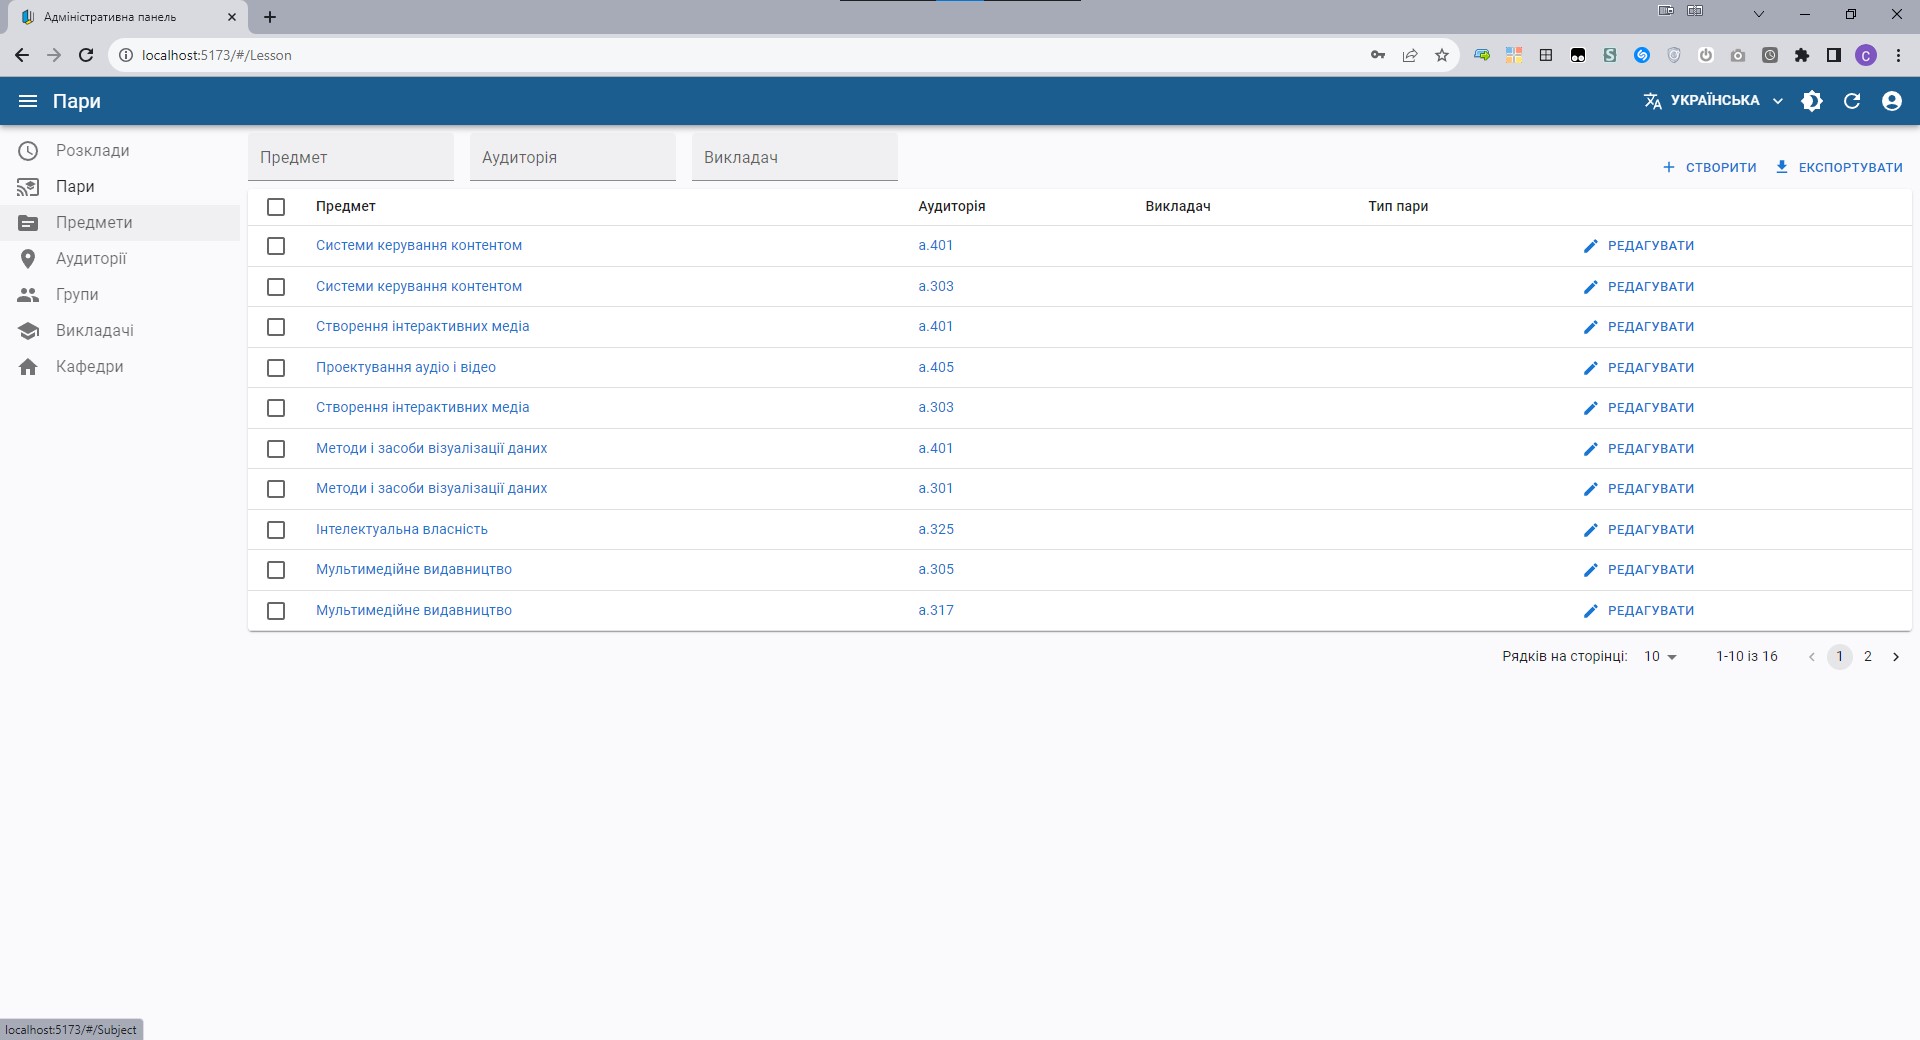 Адміністративна панель
localhost:5173/#/Lesson
C
Пари
УКРАЇНСЬКА
Розклади
Пари
Предмети
Аудиторії
Групи
Викладачі
Кафедри
Предмет
Аудиторія
Викладач
СТВОРИТИ
ЕКСПОРТУВАТИ
Предмет Аудиторія Викладач Тип пари
Системи керування контентом а.401 РЕДАГУВАТИ
Системи керування контентом а.303 РЕДАГУВАТИ
Створення інтерактивних медіа а.401 РЕДАГУВАТИ
Проектування аудіо і відео а.405 РЕДАГУВАТИ
Створення інтерактивних медіа а.303 РЕДАГУВАТИ
Методи і засоби візуалізації даних а.401 РЕДАГУВАТИ
Методи і засоби візуалізації даних а.301 РЕДАГУВАТИ
Інтелектуальна власність а.325 РЕДАГУВАТИ
Мультимедійне видавництво а.305 РЕДАГУВАТИ
Мультимедійне видавництво а.317 РЕДАГУВАТИ
Рядків на сторінці: 10 1-10 із 16 1 2
localhost:5173/#/Subject